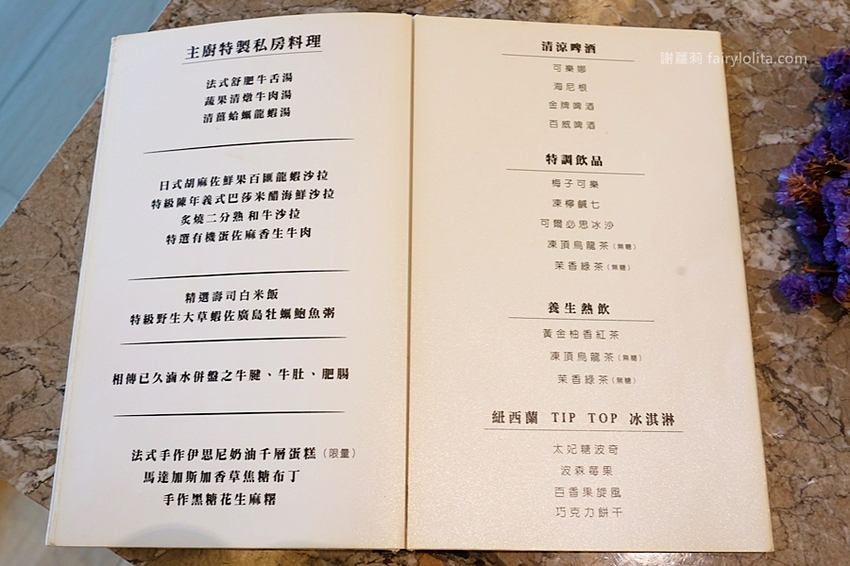 主廚特製私房料理
法式舒肥牛舌湯
蔬果清燉牛肉湯
清薑蛤蠣龍蝦湯
日式胡麻佐鮮果百匯龍蝦沙拉
特級陳年義式巴莎米醋海鮮沙拉
炙燒二分熟和牛沙拉
特選有機蛋佐麻香生牛肉
精選壽司白米飯
特級野生大草蝦佐廣島牡蠣鮑魚粥
相傳已久滷水併盤之牛腱、牛肚、肥腸
法式手作伊思尼奶油千層蛋糕(限量)
馬達加斯加香草焦糖布丁
手作黑糖花生麻糬
謝蘿莉 fairylolita.com
清涼啤酒
可樂娜
海尼根
金牌啤酒
百威啤酒
特調飲品
梅子可樂
凍檸鹹七
可爾必思冰沙
凍頂烏龍茶(無糖)
茉香綠茶(無糖)
養生熱飲
黃金柚香紅茶
凍頂烏龍茶(無糖)
茉香綠茶(無糖)
紐西蘭 TIP TOP 冰淇淋
太妃糖波奇
波森莓果
百香果旋風
巧克力餅干